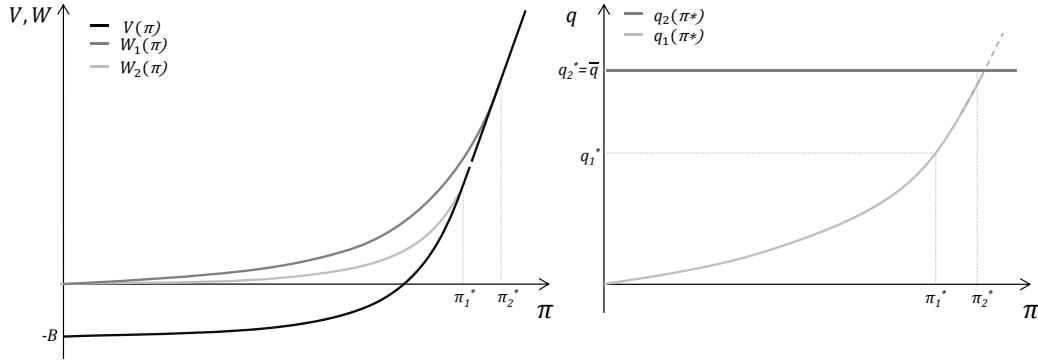 V, W
V(π)
W₁(π)
W₂(π)
π₁*
π₂*
π
-B
q
q₂(π*)
q₁(π*)
q₂*=q̅
q₁*
π₁*
π₂*
π